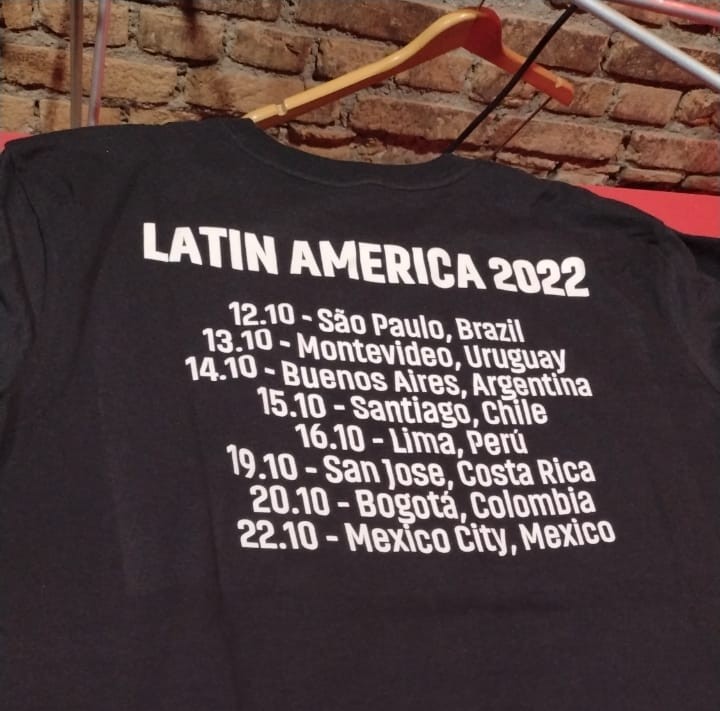 LATIN AMERICA 2022
12.10 - São Paulo, Brazil
13.10 - Montevideo, Uruguay
14.10 - Buenos Aires, Argentina
15.10 - Santiago, Chile
16.10 - Lima, Perú
19.10 - San Jose, Costa Rica
20.10 - Bogotá, Colombia
22.10 - Mexico City, Mexico